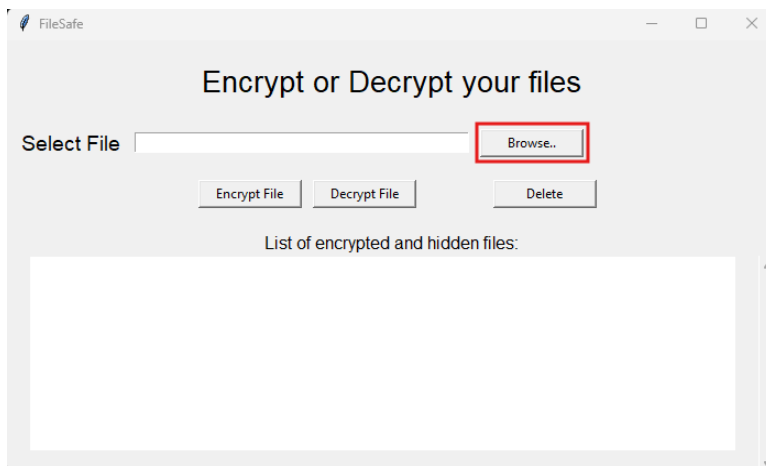 FileSafe
Encrypt or Decrypt your files
Select File
Browse..
Encrypt File Decrypt File Delete
List of encrypted and hidden files: